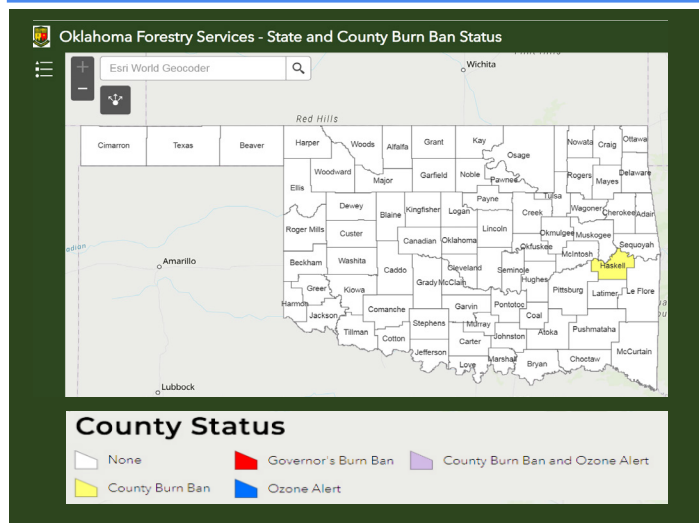 Oklahoma Forestry Services - State and County Burn Ban Status
Esri World Geocoder
Wichita
Red Hills
Cimarron Texas Beaver Harper Woods Alfalfa Grant Kay Osage Nowata Craig Ottawa
Woodward Major Garfield Noble Pawnee Rogers Mayes Delaware
Ellis Dewey Blaine Kingfisher Logan Payne Creek Tulsa Wagoner Cherokee Adair
Roger Mills Custer Canadian Oklahoma Lincoln Okfuskee Okmulgee Muskogee Sequoyah
Amarillo Beckham Washita Caddo Cleveland Seminole McIntosh Haskell
Greer Kiowa Grady McClain Hughes Pittsburg Latimer Le Flore
Harmon Jackson Comanche Stephens Garvin Pontotoc Coal
Tillman Cotton Murray Carter Johnston Atoka Pushmataha
Jefferson Love Marshall Bryan Choctaw McCurtain
Lubbock
County Status
None Governor's Burn Ban County Burn Ban and Ozone Alert
County Burn Ban Ozone Alert